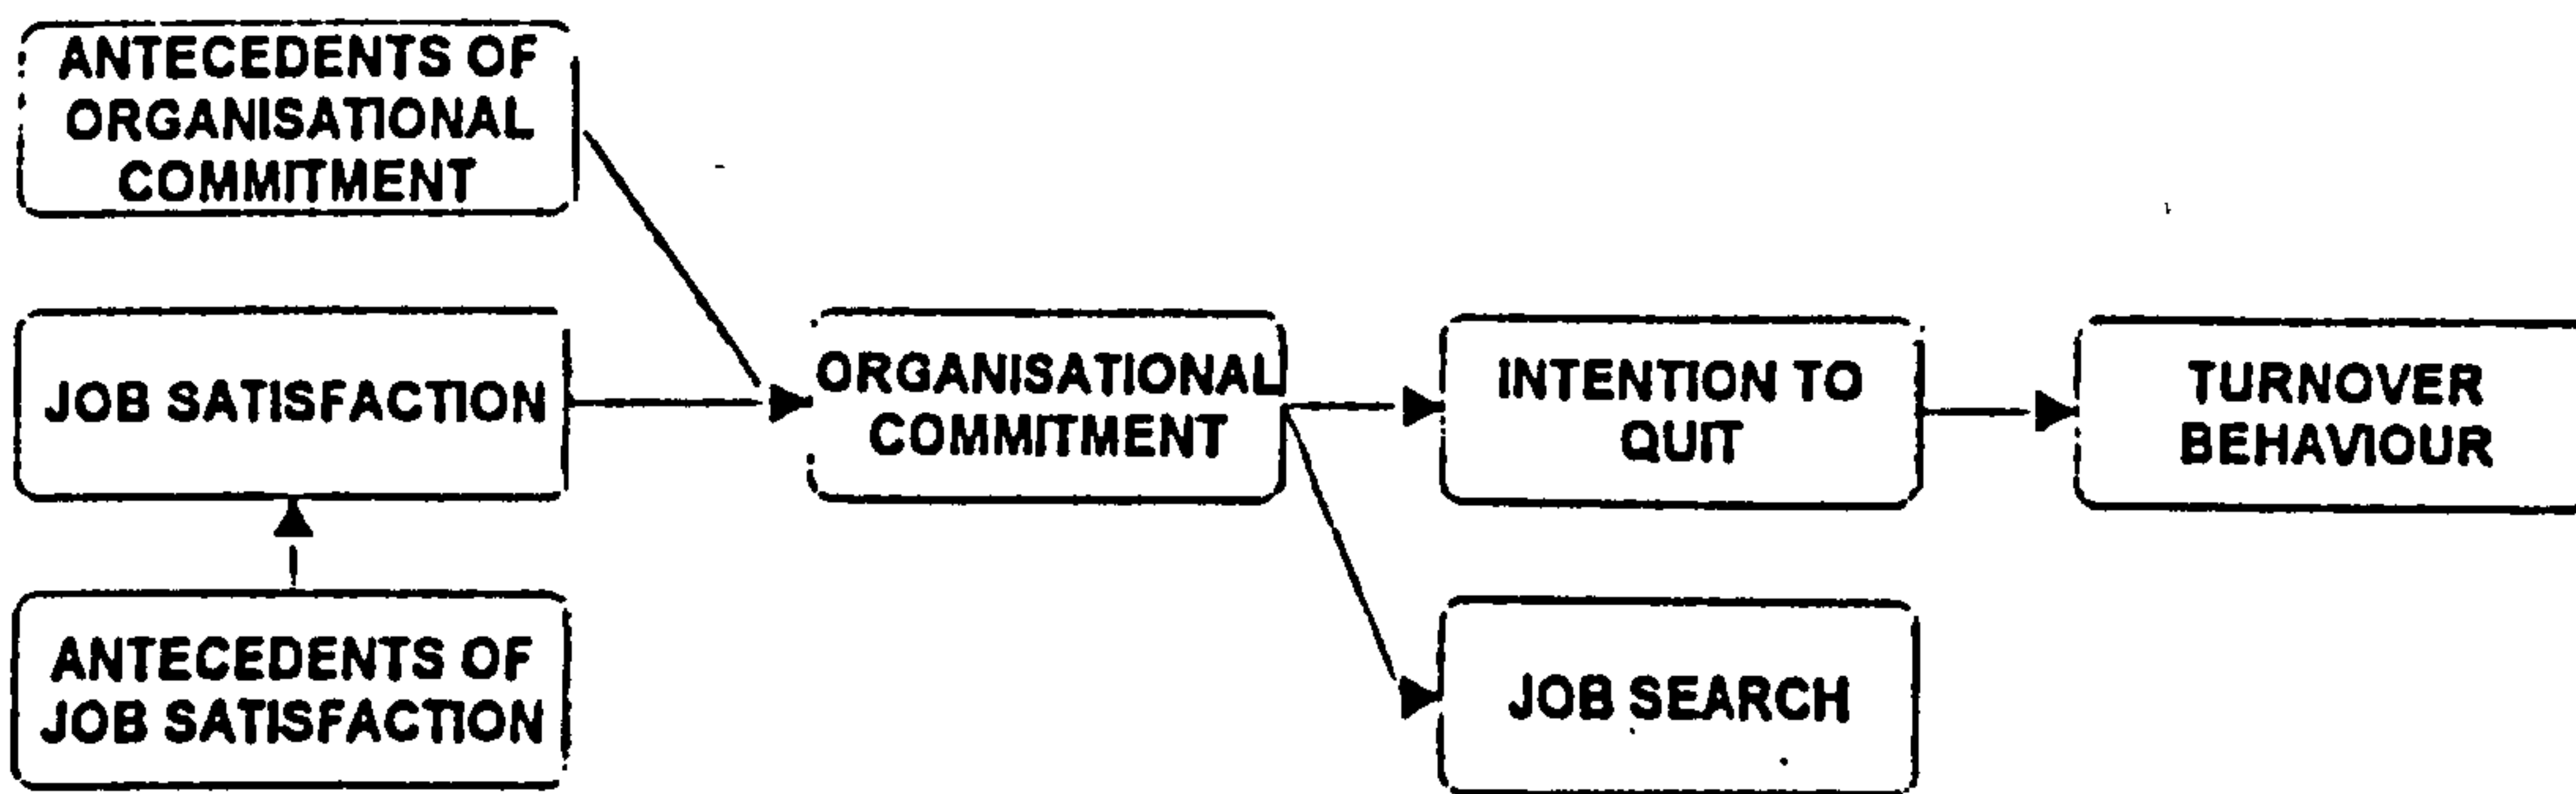 ANTECEDENTS OF
ORGANISATIONAL
COMMITMENT
JOB SATISFACTION
ORGANISATIONAL
COMMITMENT
INTENTION TO
QUIT
TURNOVER
BEHAVIOUR
ANTECEDENTS OF
JOB SATISFACTION
JOB SEARCH